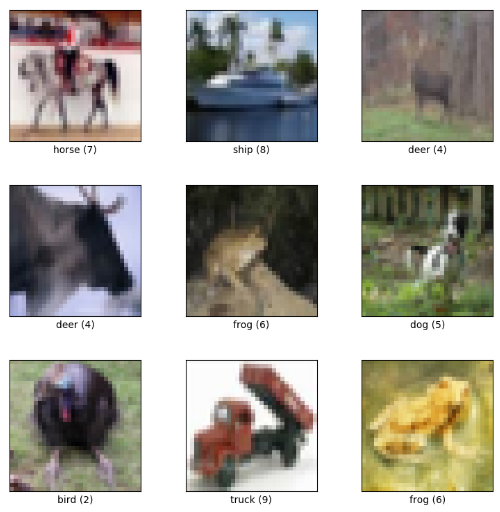 horse (7)
ship (8)
deer (4)
deer (4)
frog (6)
dog (5)
bird (2)
truck (9)
frog (6)